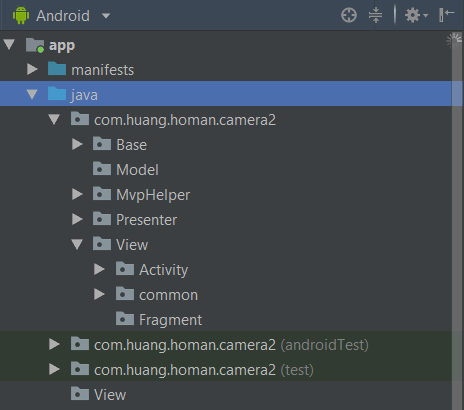 Android
app
manifests
java
com.huang.homan.camera2
Base
Model
MvpHelper
Presenter
View
Activity
common
Fragment
com.huang.homan.camera2 (androidTest)
com.huang.homan.camera2 (test)
View